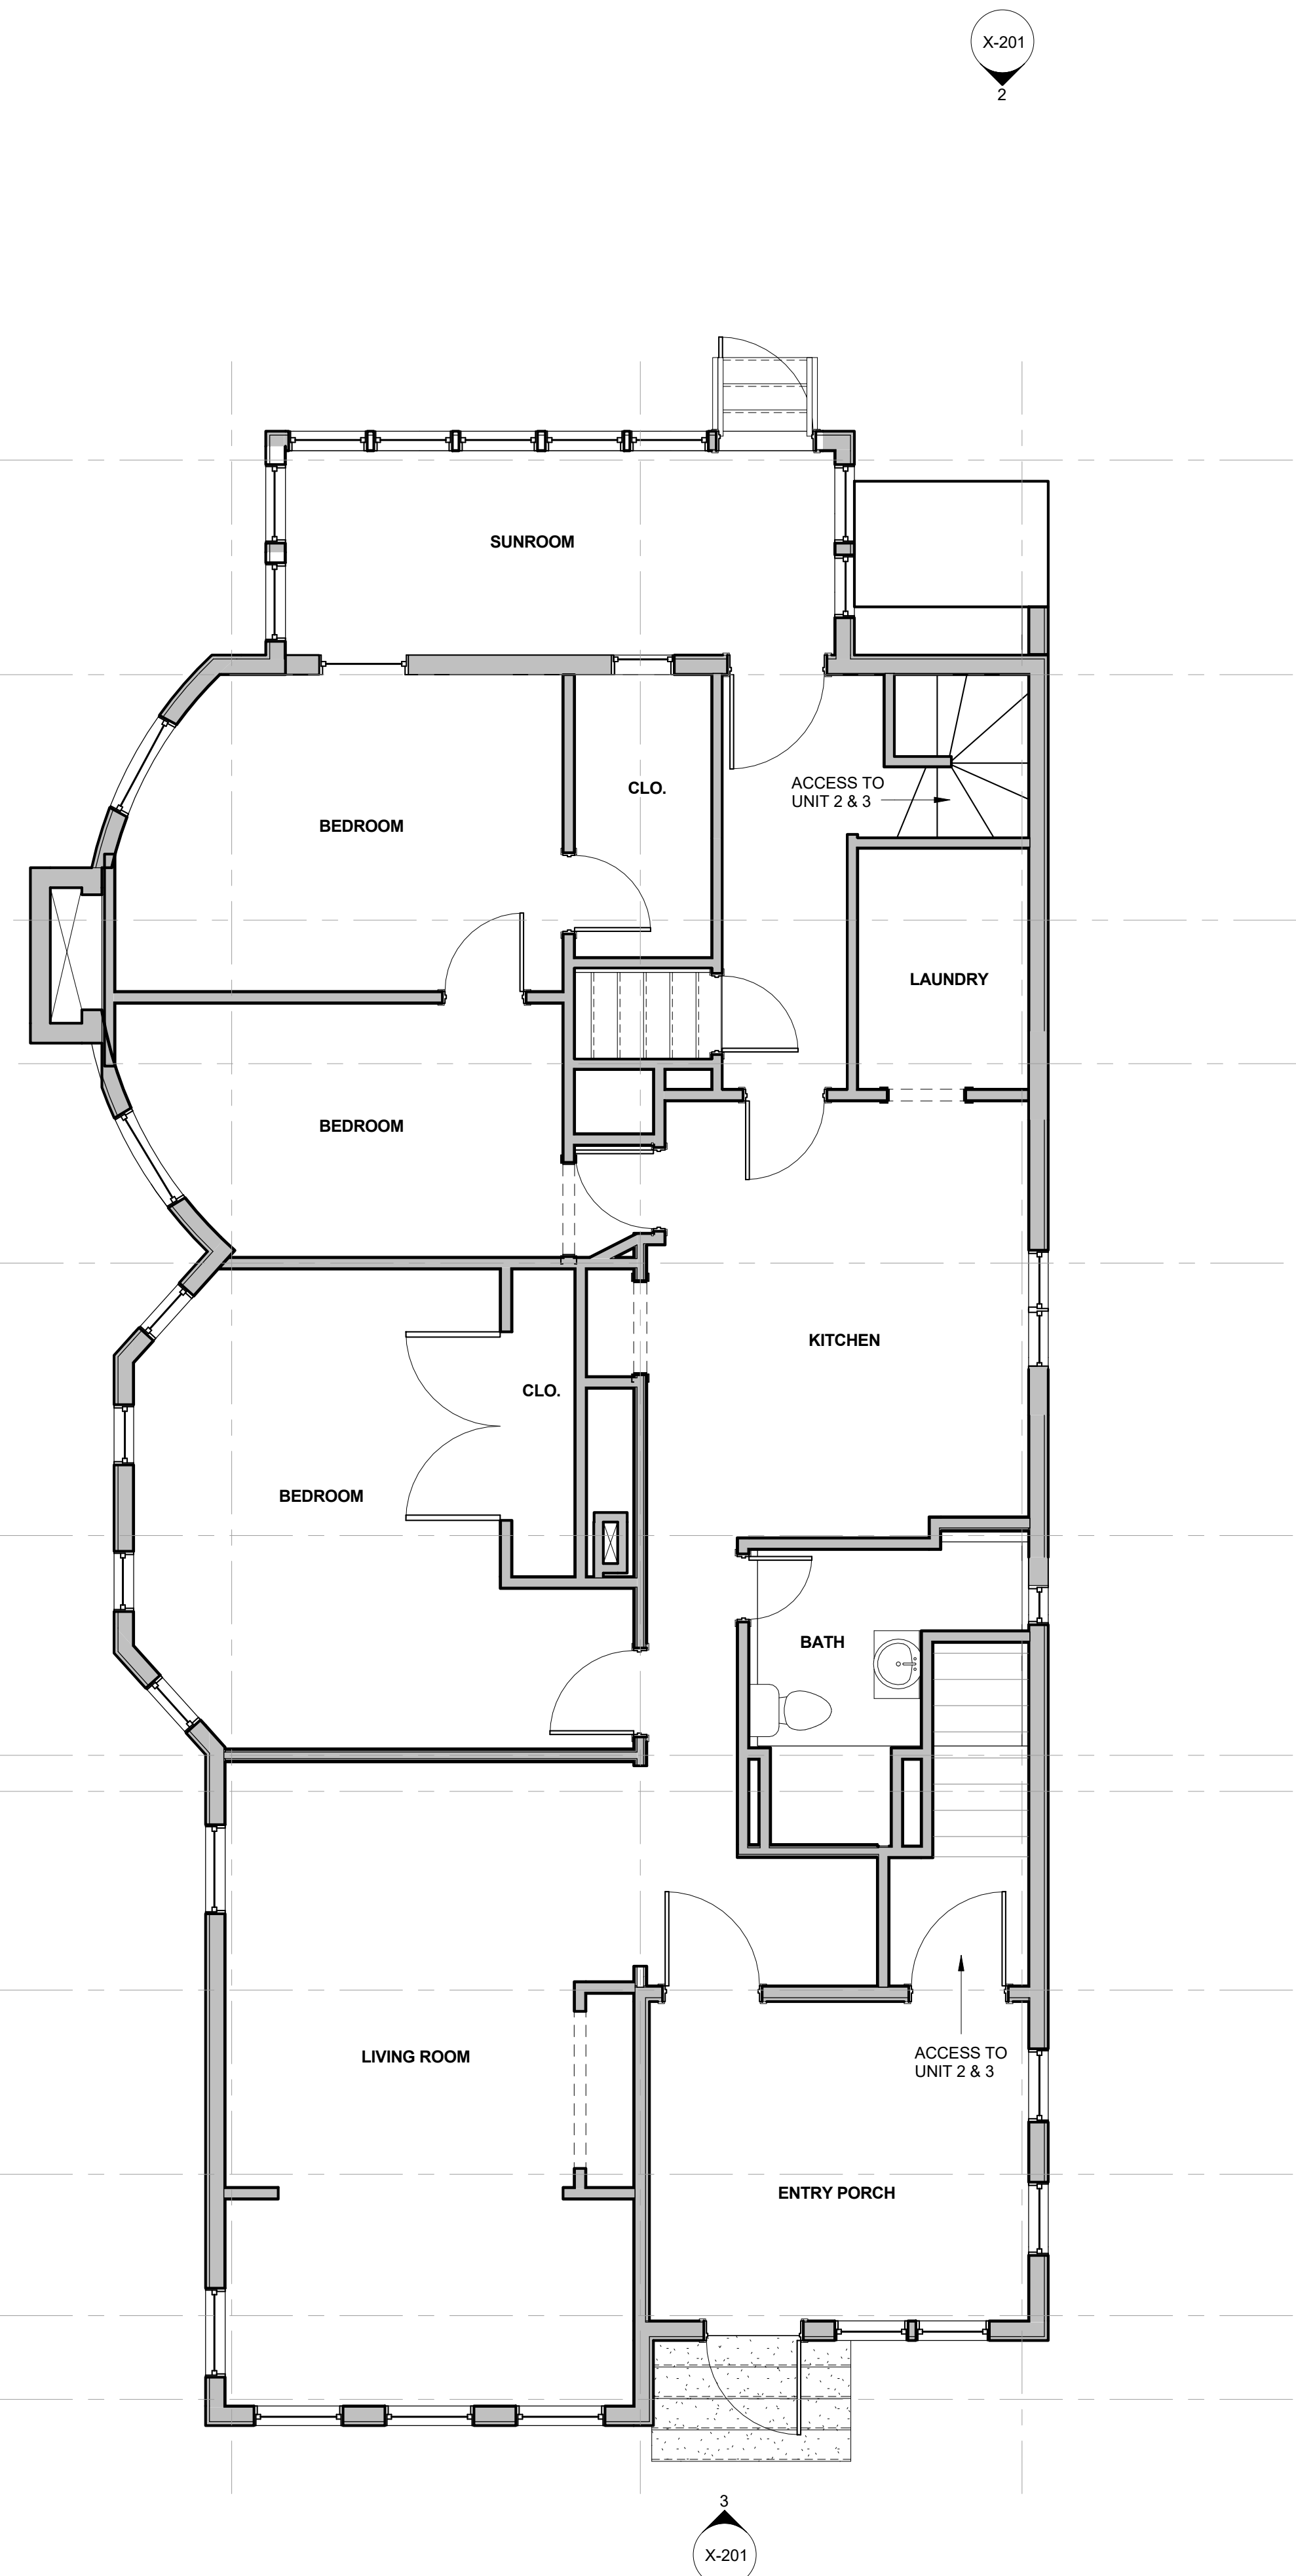 X-201
2
SUNROOM
ACCESS TO
UNIT 2 & 3
CLO.
BEDROOM
LAUNDRY
BEDROOM
KITCHEN
CLO.
BEDROOM
BATH
ACCESS TO
UNIT 2 & 3
LIVING ROOM
ENTRY PORCH
3
X-201